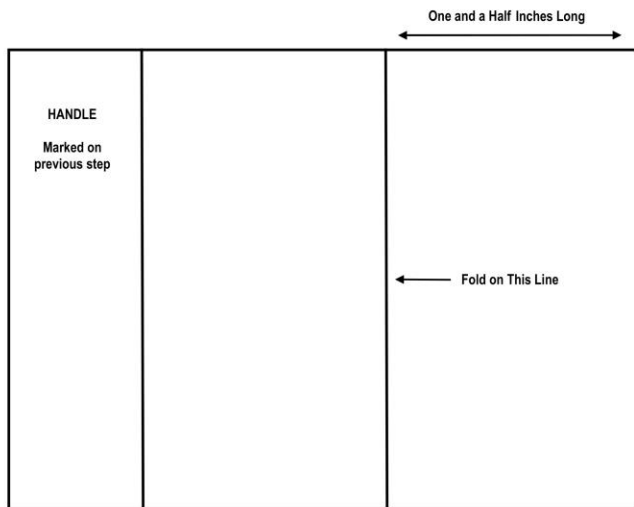 One and a Half Inches Long
HANDLE
Marked on
previous step
Fold on This Line